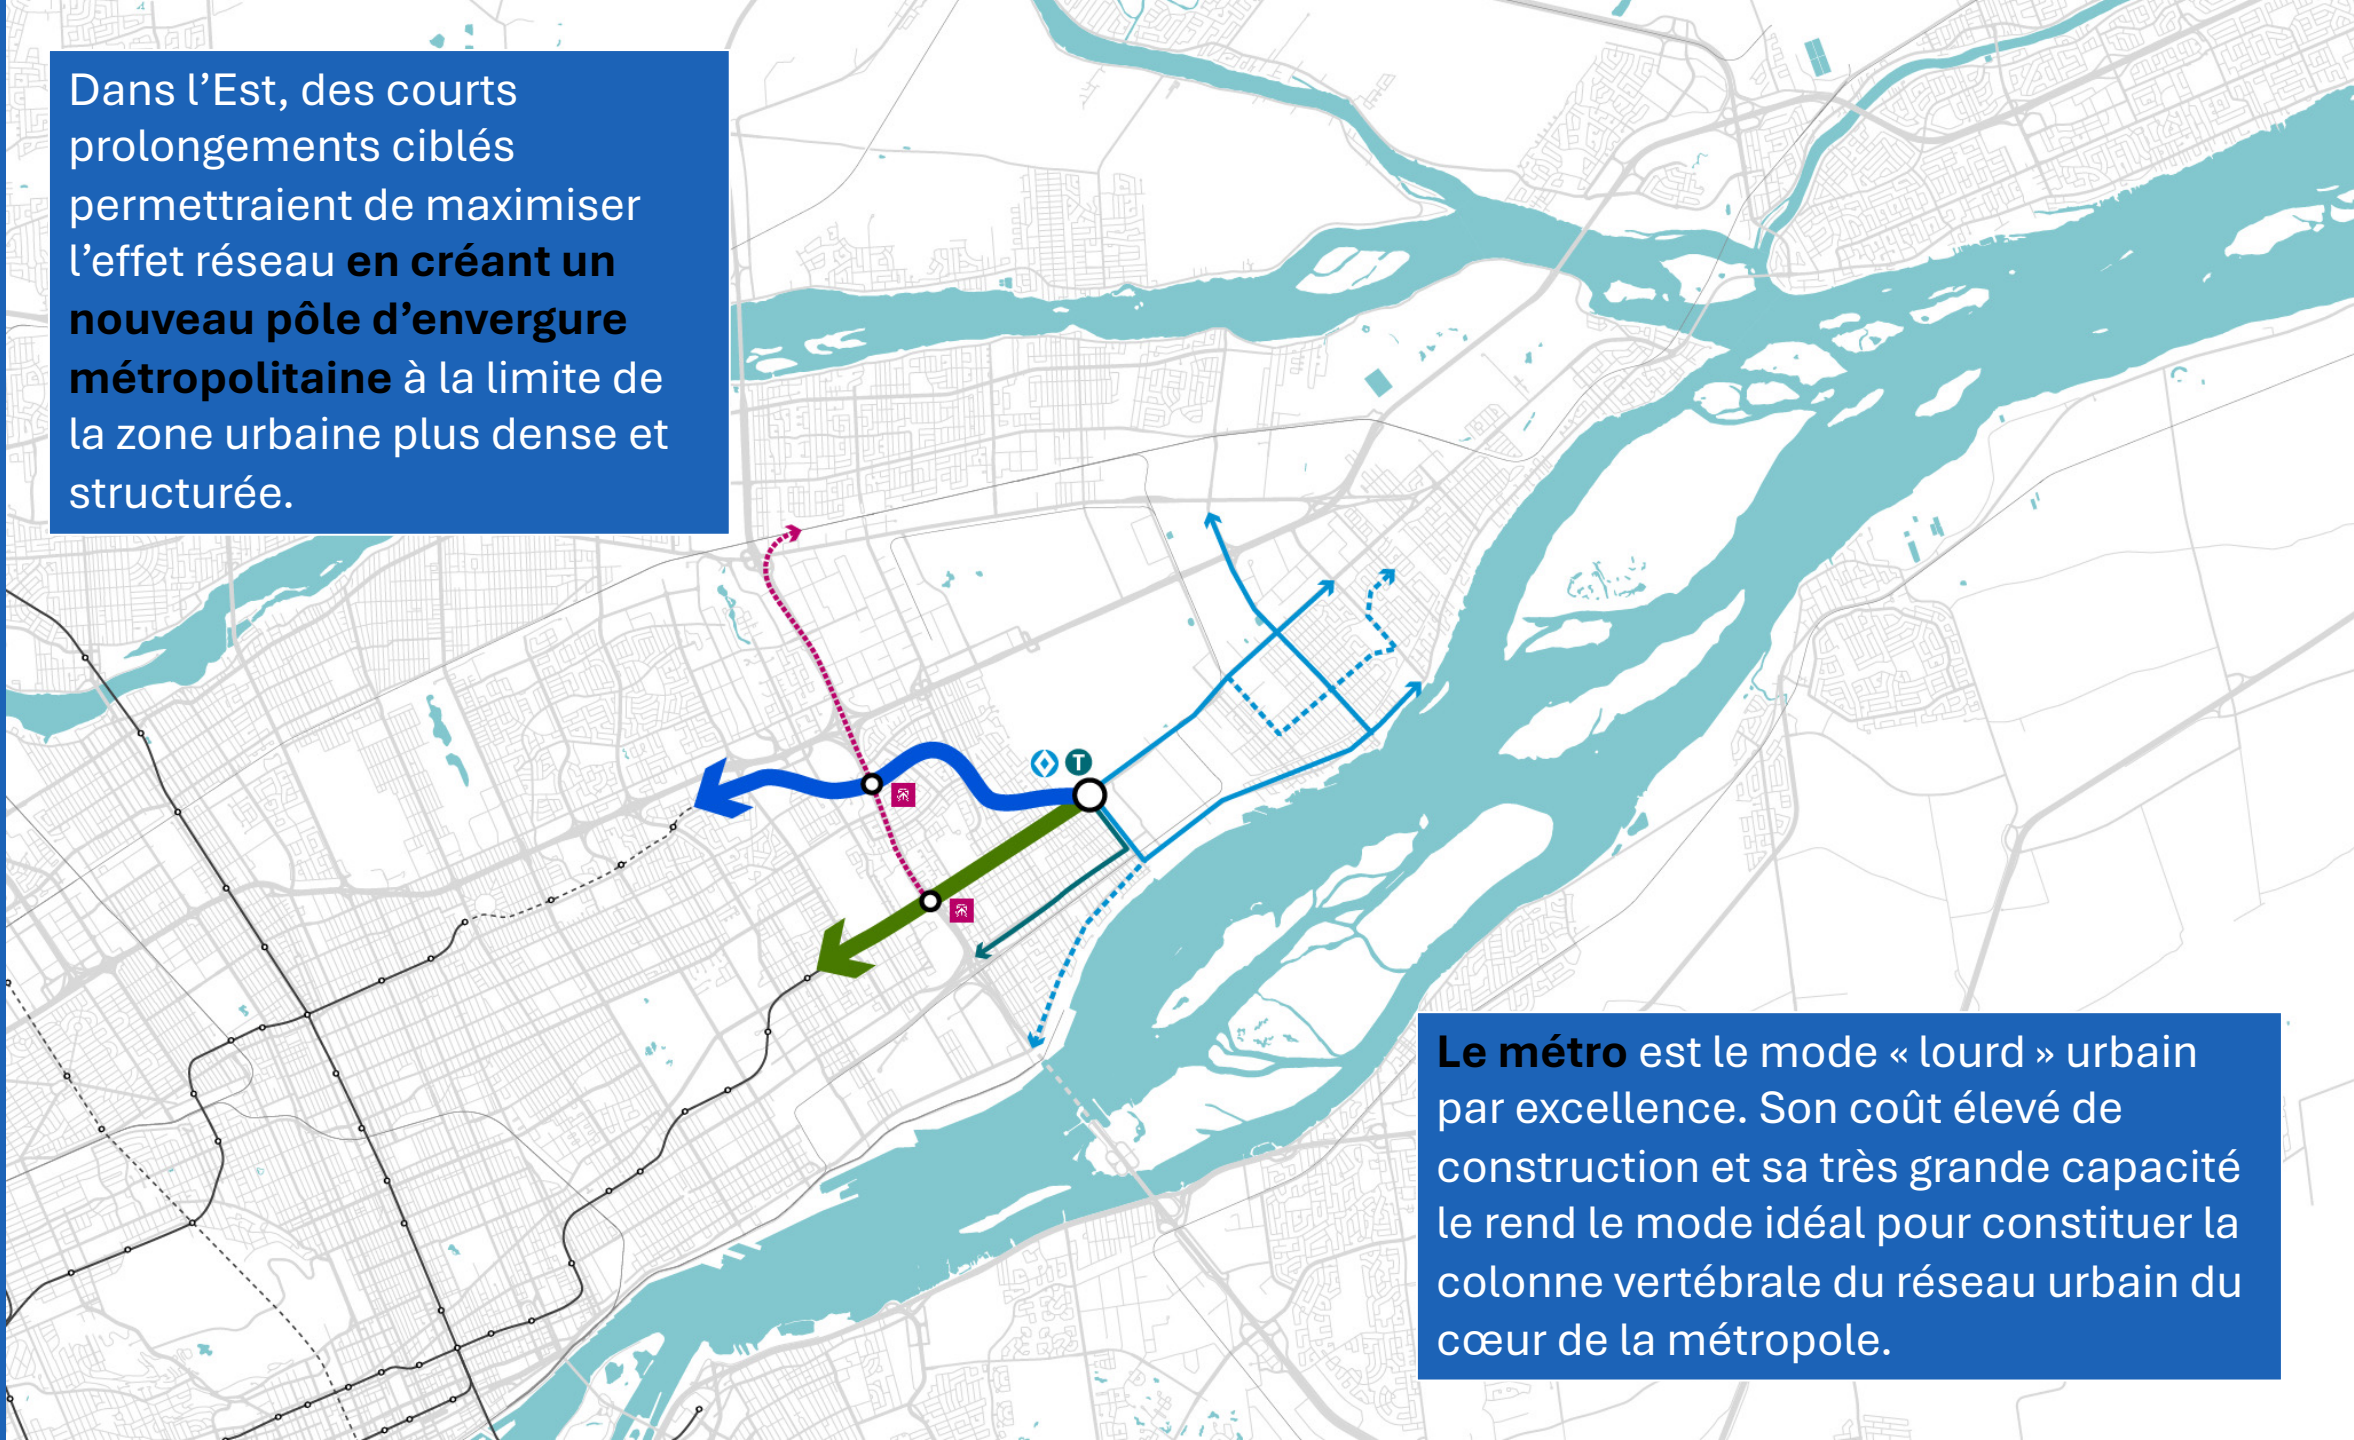 Dans l’Est, des courts
prolongements ciblés
permettraient de maximiser
l’effet réseau en créant un
nouveau pôle d’envergure
métropolitaine à la limite de
la zone urbaine plus dense et
structurée.
T
Le métro est le mode « lourd » urbain
par excellence. Son coût élevé de
construction et sa très grande capacité
le rend le mode idéal pour constituer la
colonne vertébrale du réseau urbain du
cœur de la métropole.